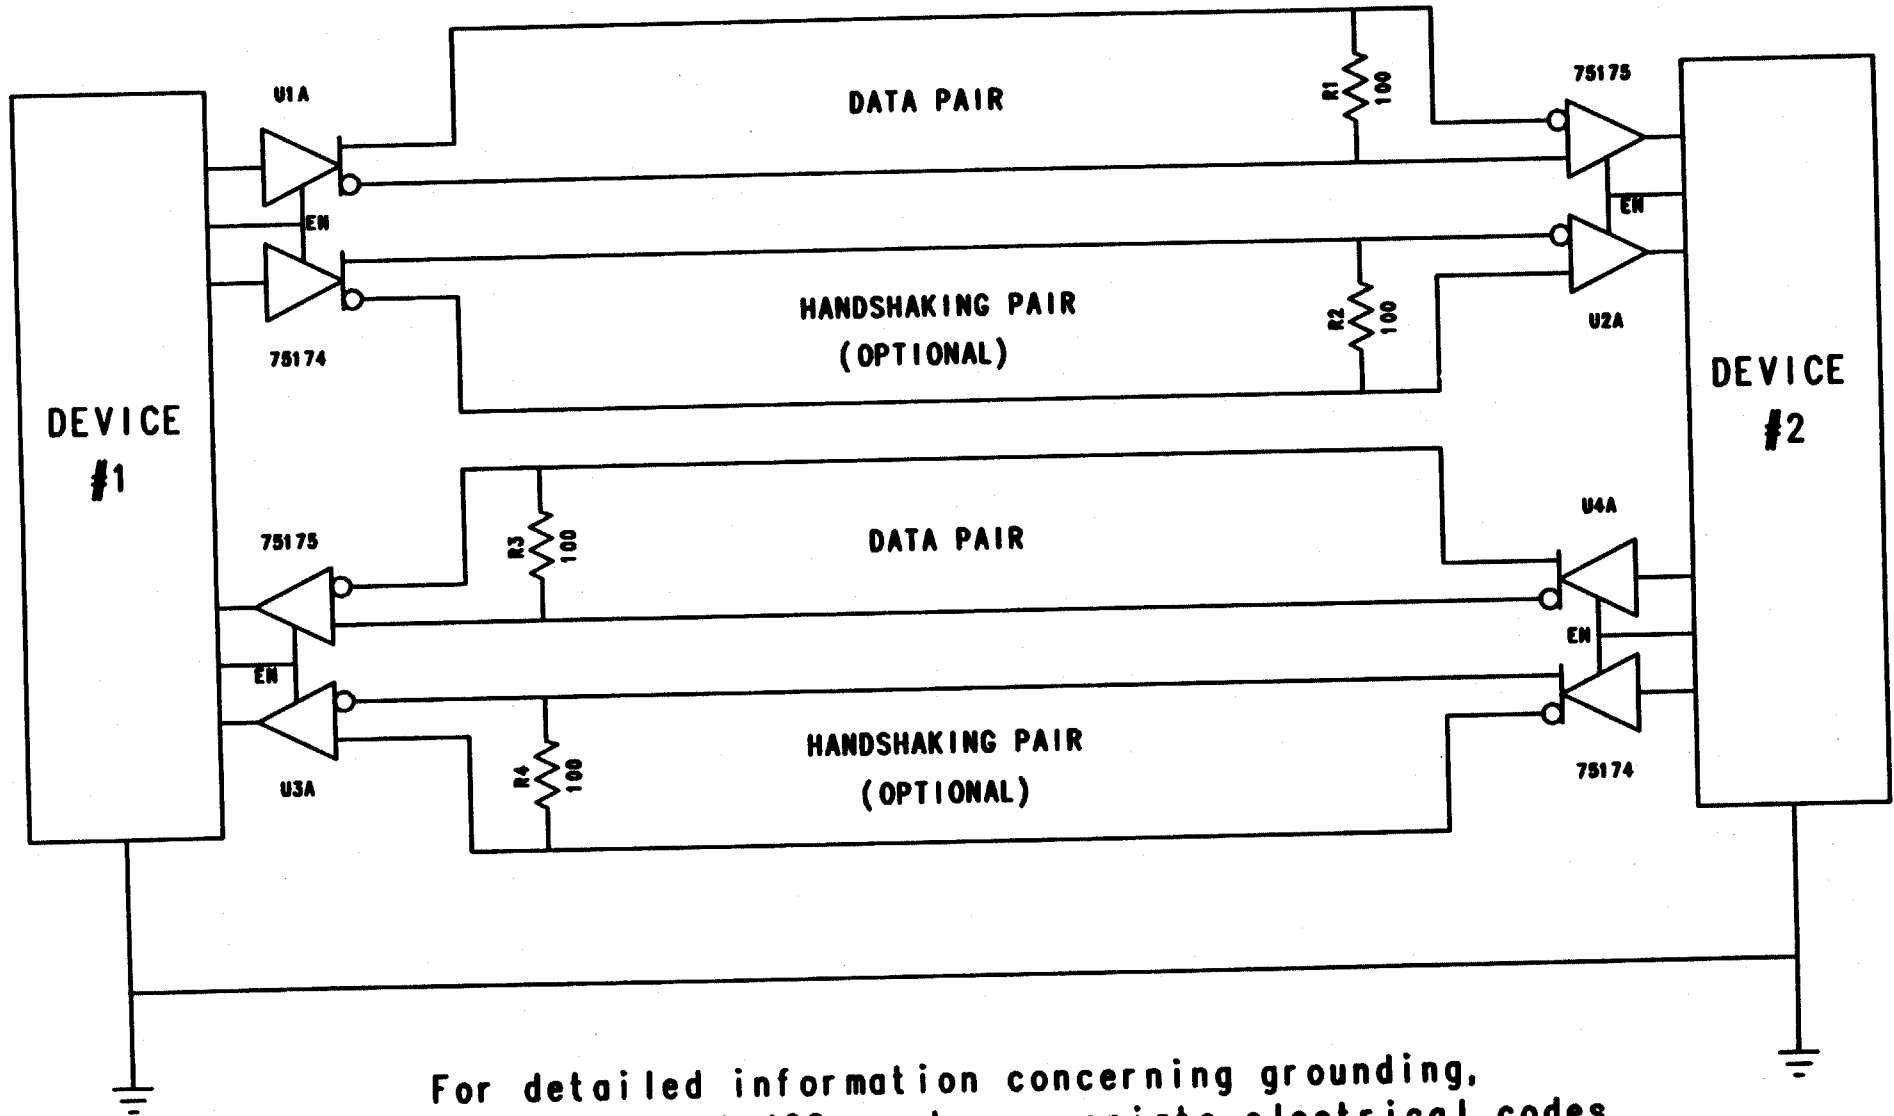 U1A
DATA PAIR
R1
100
75175
EN
EN
HANDSHAKING PAIR
(OPTIONAL)
R2
100
U2A
75174
DEVICE
#1
DEVICE
#2
75175
R3
100
DATA PAIR
U4A
EN
EN
HANDSHAKING PAIR
(OPTIONAL)
R4
100
U3A
75174
For detailed information concerning grounding,
electrical codes